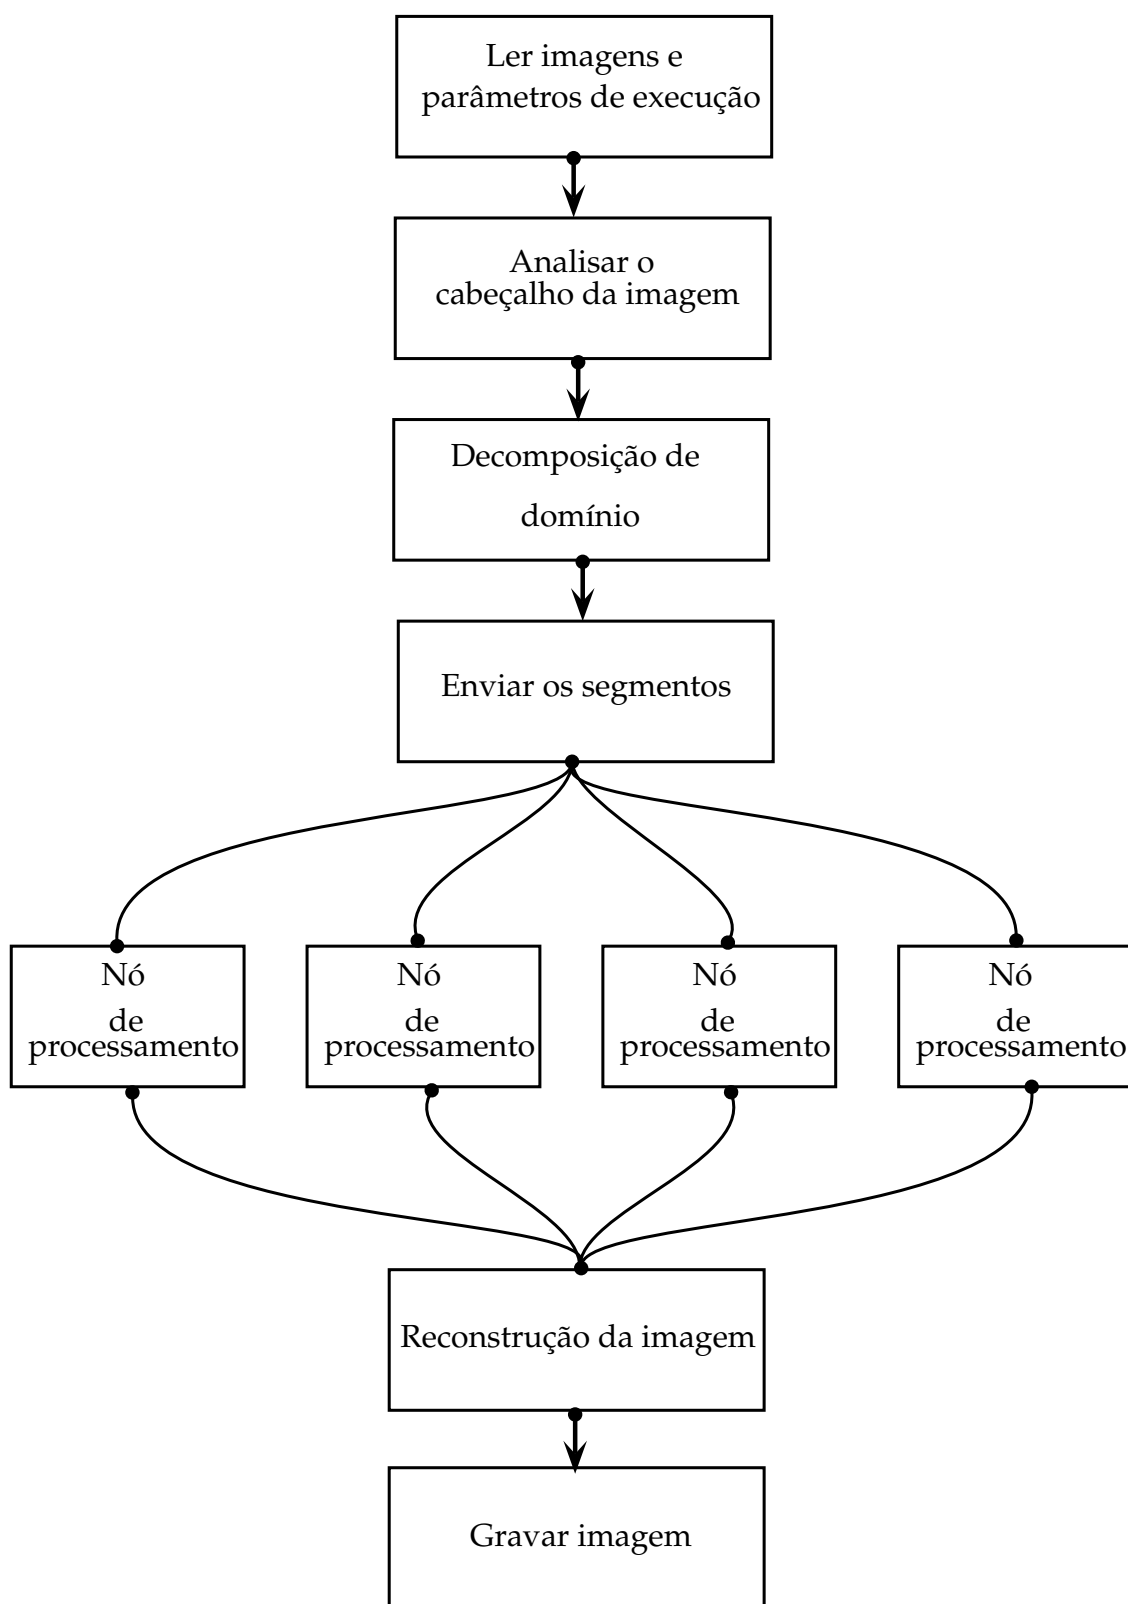 Ler imagens e
parâmetros de execução
Analisar o
cabeçalho da imagem
Decomposição de
domínio
Enviar os segmentos
Nó
de
processamento
Nó
de
processamento
Nó
de
processamento
Nó
de
processamento
Reconstrução da imagem
Gravar imagem